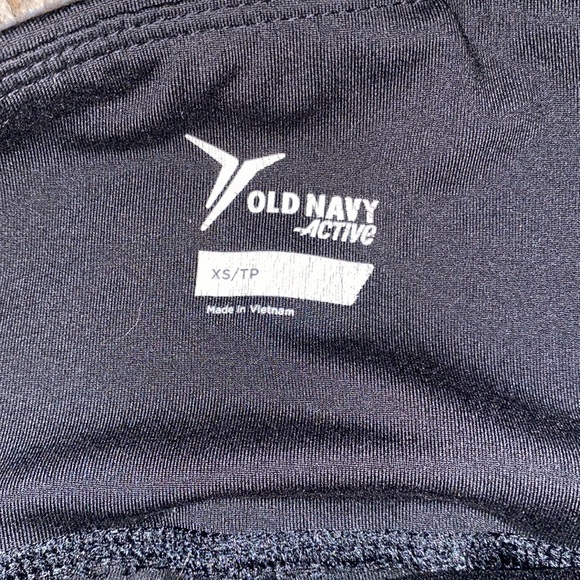 OLD NAVY
-ACTIVE
XS/TP
Made in Vietnam